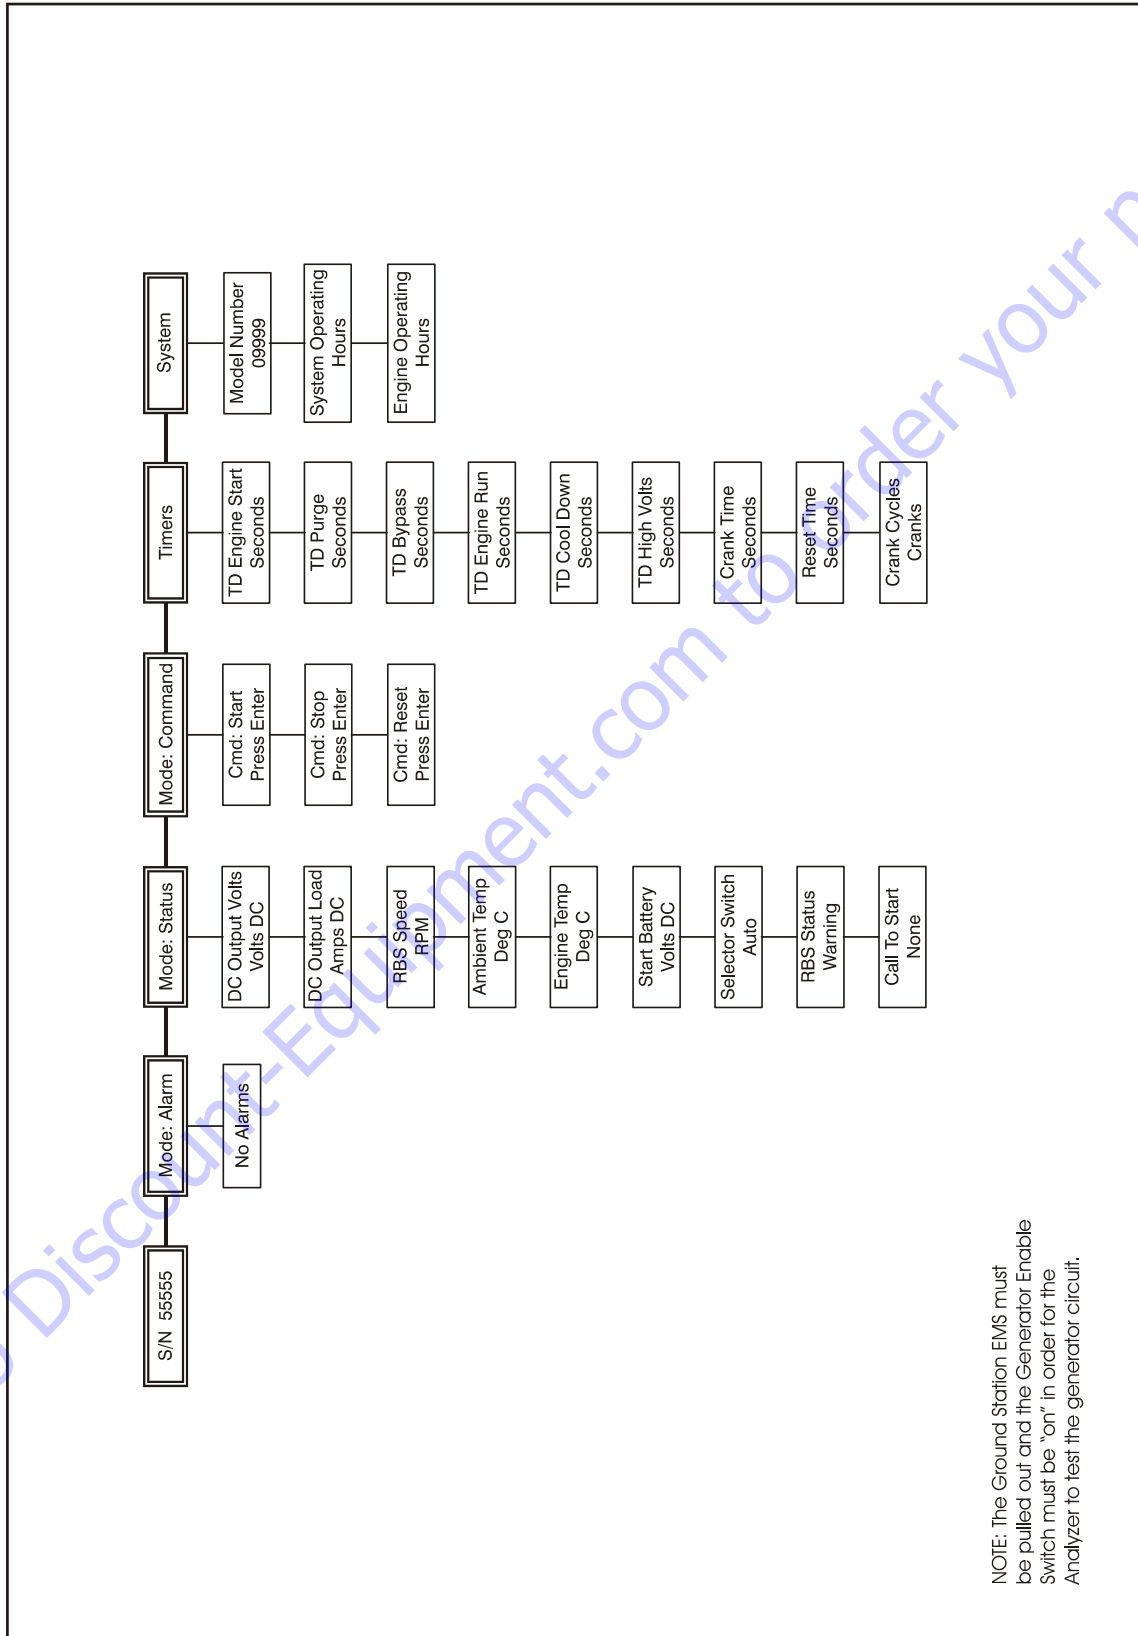 S/N 55555
Mode: Alarm
No Alarms
Mode: Status
DC Output Volts
Volts DC
DC Output Load
Amps DC
RBS Speed
RPM
Ambient Temp
Deg C
Engine Temp
Deg C
Start Battery
Volts DC
Selector Switch
Auto
RBS Status
Warning
Call To Start
None
Mode: Command
Cmd: Start
Press Enter
Cmd: Stop
Press Enter
Cmd: Reset
Press Enter
Timers
TD Engine Start
Seconds
TD Purge
Seconds
TD Bypass
Seconds
TD Engine Run
Seconds
TD Cool Down
Seconds
TD High Volts
Seconds
Crank Time
Seconds
Reset Time
Seconds
Crank Cycles
Cranks
System
Model Number
09999
System Operating
Hours
Engine Operating
Hours
NOTE: The Ground Station EMS must
be pulled out and the Generator Enable
Switch must be "on" in order for the
Analyzer to test the generator circuit.
Discount-Equipment.com to order your